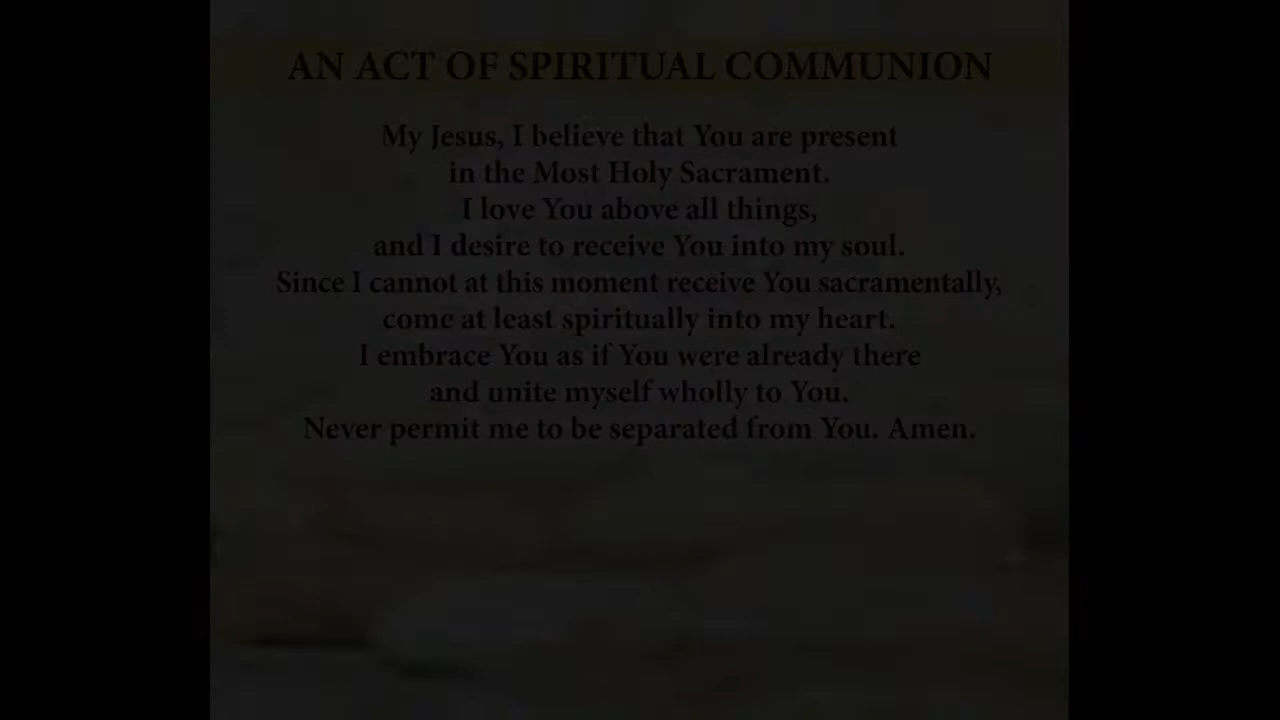 AN ACT OF SPIRITUAL COMMUNION
My Jesus, I believe that You are present
in the Most Holy Sacrament.
I love You above all things,
and I desire to receive You into my soul.
Since I cannot at this moment receive You sacramentally,
come at least spiritually into my heart.
I embrace You as if You were already there
and unite myself wholly to You.
Never permit me to be separated from You. Amen.